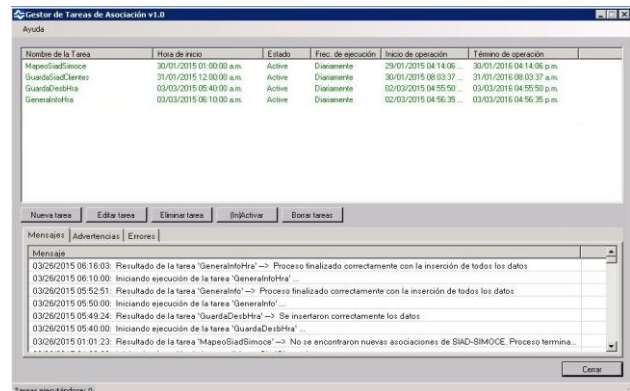 Gestor de Tareas de Asociación v1.0
Ayuda
Nombre de la Tarea Hora de inicio Estado Frec. de ejecución Inicio de operación Término de operación
MapeoSiadSimoce 30/01/2015 01:00:00 a.m. Active Diariamente 29/01/2015 04:14:06 ... 30/01/2016 04:14:06 p.m.
GuardaSiadClientes 31/01/2015 12:00:00 a.m. Active Diariamente 30/01/2015 08:03:37 ... 31/01/2016 08:03:37 a.m.
GuardaDesbHra 03/03/2015 05:40:00 a.m. Active Diariamente 02/03/2015 04:55:50 ... 03/03/2016 04:55:50 p.m.
GeneraInfoHra 03/03/2015 06:10:00 a.m. Active Diariamente 02/03/2015 04:56:35 ... 03/03/2016 04:56:35 p.m.
Nueva tarea Editar tarea Eliminar tarea (In)Activar Borrar tareas
Mensajes Advertencias Errores
Mensaje
03/26/2015 06:16:03: Resultado de la tarea 'GeneraInfoHra' --> Proceso finalizado correctamente con la inserción de todos los datos
03/26/2015 06:10:00: Iniciando ejecución de la tarea 'GeneraInfoHra' ...
03/26/2015 05:52:51: Resultado de la tarea 'GeneraInfo' --> Proceso finalizado correctamente con la inserción de todos los datos
03/26/2015 05:50:00: Iniciando ejecución de la tarea 'GeneraInfo' ...
03/26/2015 05:49:24: Resultado de la tarea 'GuardaDesbHra' --> Se insertaron correctamente los datos
03/26/2015 05:40:00: Iniciando ejecución de la tarea 'GuardaDesbHra' ...
03/26/2015 01:01:23: Resultado de la tarea 'MapeoSiadSimoce' --> No se encontraron nuevas asociaciones de SIAD-SIMOCE. Proceso termina...
Cerrar
Tareas ejecutándose: 0